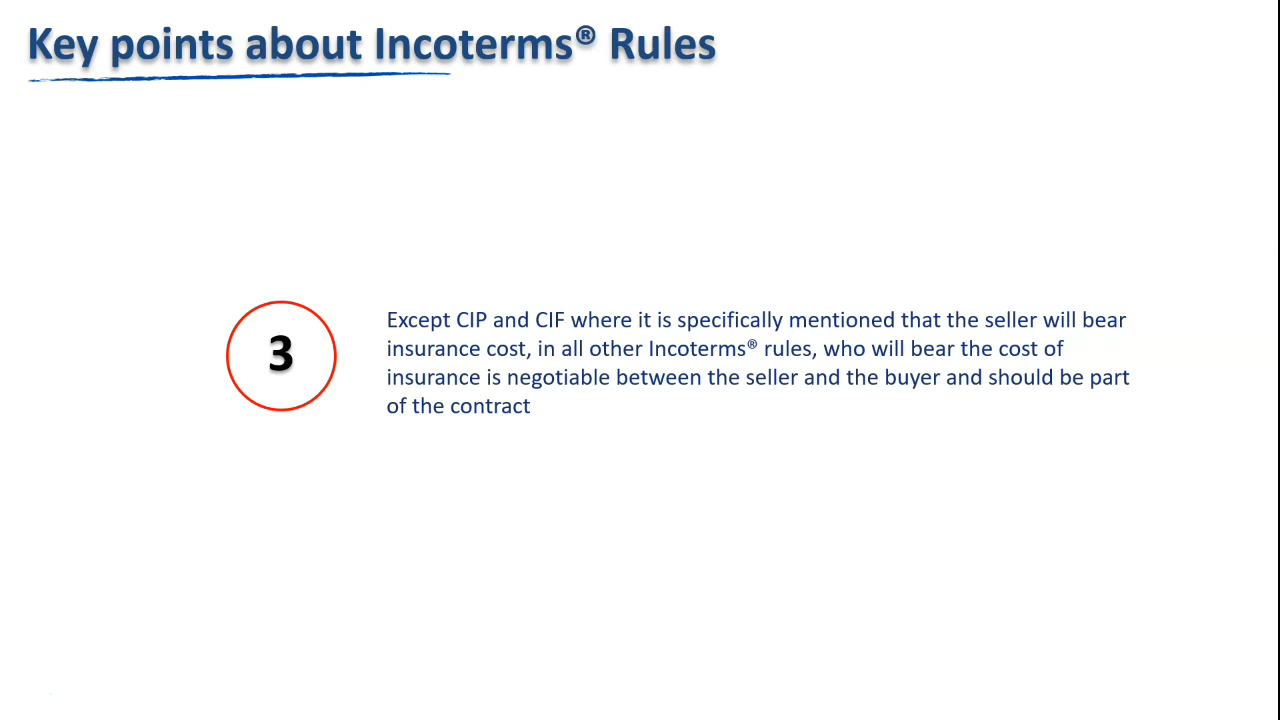 Key points about Incoterms® Rules
3
Except CIP and CIF where it is specifically mentioned that the seller will bear
insurance cost, in all other Incoterms® rules, who will bear the cost of
insurance is negotiable between the seller and the buyer and should be part
of the contract